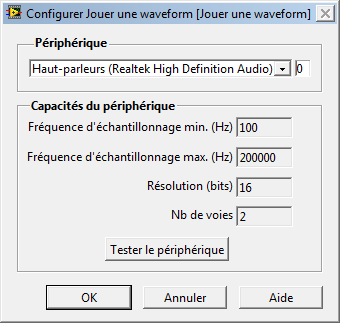 Configurer Jouer une waveform [Jouer une waveform]
Périphérique
Haut-parleurs (Realtek High Definition Audio) 0
Capacités du périphérique
Fréquence d'échantillonnage min. (Hz) 100
Fréquence d'échantillonnage max. (Hz) 200000
Résolution (bits) 16
Nb de voies 2
Tester le périphérique
OK Annuler Aide